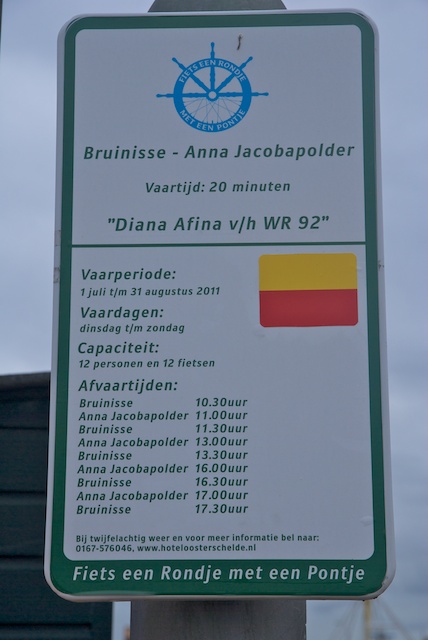 FIETS EEN RONDJE
MET EEN PONTJE
Bruinisse - Anna Jacobapolder
Vaartijd: 20 minuten
"Diana Afina v/h WR 92"
Vaarperiode:
1 juli t/m 31 augustus 2011
Vaardagen:
dinsdag t/m zondag
Capaciteit:
12 personen en 12 fietsen
Afvaartijden:
Bruinisse 10.30uur
Anna Jacobapolder 11.00uur
Bruinisse 11.30uur
Anna Jacobapolder 13.00uur
Bruinisse 13.30uur
Anna Jacobapolder 16.00uur
Bruinisse 16.30uur
Anna Jacobapolder 17.00uur
Bruinisse 17.30uur
Bij twijfelachtig weer en voor meer informatie bel naar:
0167-576046, www.hoteloosterschelde.nl
Fiets een Rondje met een Pontje